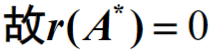 故r(A*) = 0